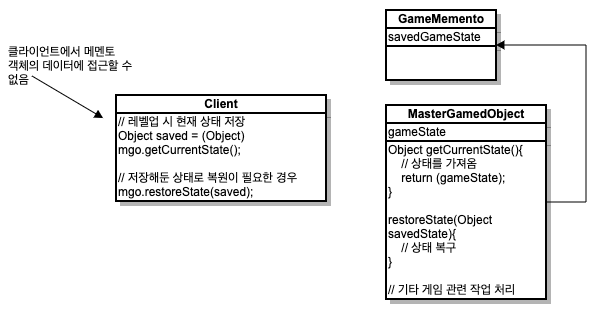 클라이언트에서 메멘토
객체의 데이터에 접근할 수
없음
Client
// 레벨업 시 현재 상태 저장
Object saved = (Object)
mgo.getCurrentState();
// 저장해둔 상태로 복원이 필요한 경우
mgo.restoreState(saved);
GameMemento
savedGameState
MasterGamedObject
gameState
Object getCurrentState(){
// 상태를 가져옴
return (gameState);
}
restoreState(Object
savedState){
// 상태 복구
}
// 기타 게임 관련 작업 처리